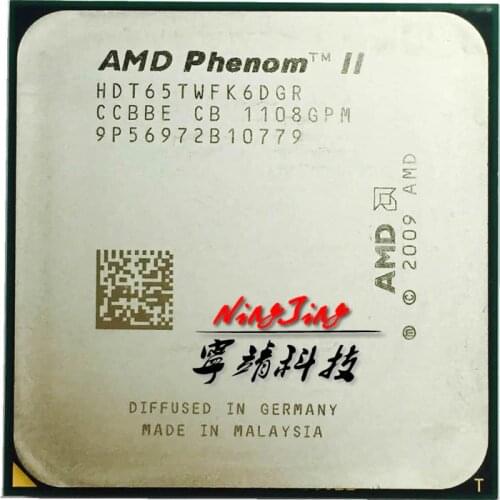 AMD Phenom™ II
HDT65TWFK6DGR
CCBBE CB 1108GPM
9P56972B10779
AMD
ⓜ © 2009 AMD
NingJing
寧靖科技
DIFFUSED IN GERMANY
MADE IN MALAYSIA
T